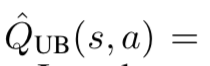 Q̂_UB(s, a) =